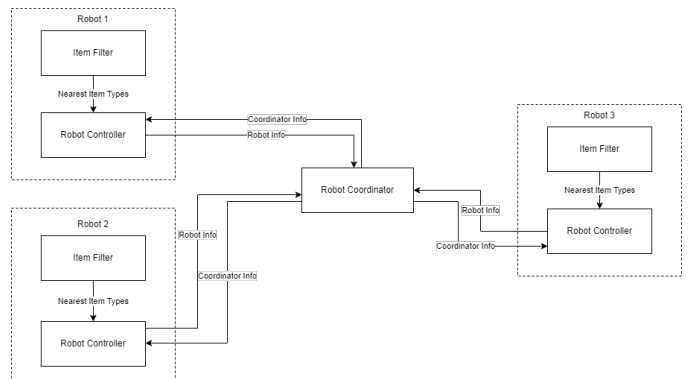 Robot 1
Item Filter
Nearest Item Types
Robot Controller
Coordinator Info
Robot Info
Robot Coordinator
Robot 2
Item Filter
Nearest Item Types
Robot Controller
Robot Info
Coordinator Info
Robot 3
Item Filter
Nearest Item Types
Robot Controller
Robot Info
Coordinator Info